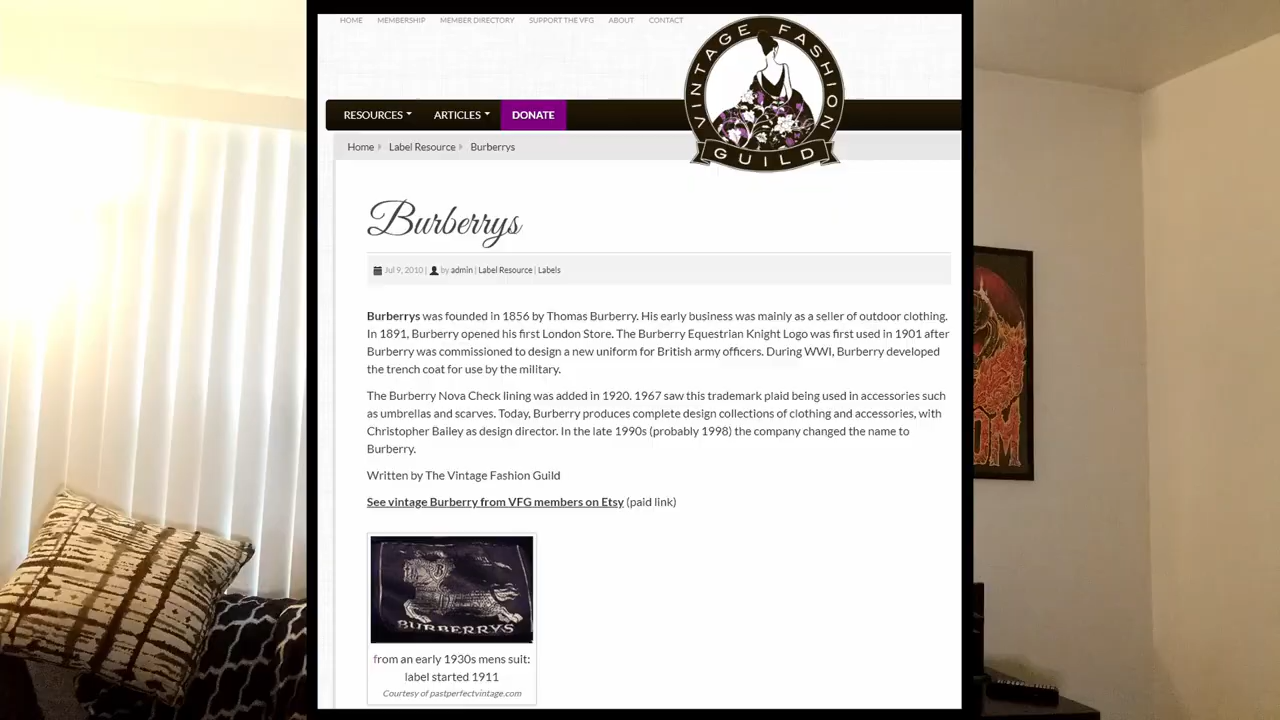 HOME MEMBERSHIP MEMBER DIRECTORY SUPPORT THE VFG ABOUT CONTACT
VINTAGE FASHION
GUILD
RESOURCES ARTICLES DONATE
Home Label Resource Burberrys
Burberrys
Jul 9, 2010 | by admin | Label Resource | Labels
Burberrys was founded in 1856 by Thomas Burberry. His early business was mainly as a seller of outdoor clothing.
In 1891, Burberry opened his first London Store. The Burberry Equestrian Knight Logo was first used in 1901 after
Burberry was commissioned to design a new uniform for British army officers. During WWI, Burberry developed
the trench coat for use by the military.
The Burberry Nova Check lining was added in 1920. 1967 saw this trademark plaid being used in accessories such
as umbrellas and scarves. Today, Burberry produces complete design collections of clothing and accessories, with
Christopher Bailey as design director. In the late 1990s (probably 1998) the company changed the name to
Burberry.
Written by The Vintage Fashion Guild
See vintage Burberry from VFG members on Etsy (paid link)
BURBERRYS
from an early 1930s mens suit:
label started 1911
Courtesy of pastperfectvintage.com